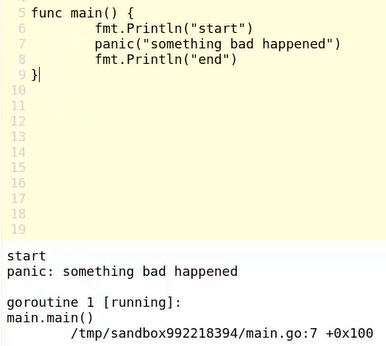 5 func main() {
6 fmt.Println("start")
7 panic("something bad happened")
8 fmt.Println("end")
9 }
10
11
12
13
14
15
16
17
18
19
start
panic: something bad happened
goroutine 1 [running]:
main.main()
/tmp/sandbox992218394/main.go:7 +0x100